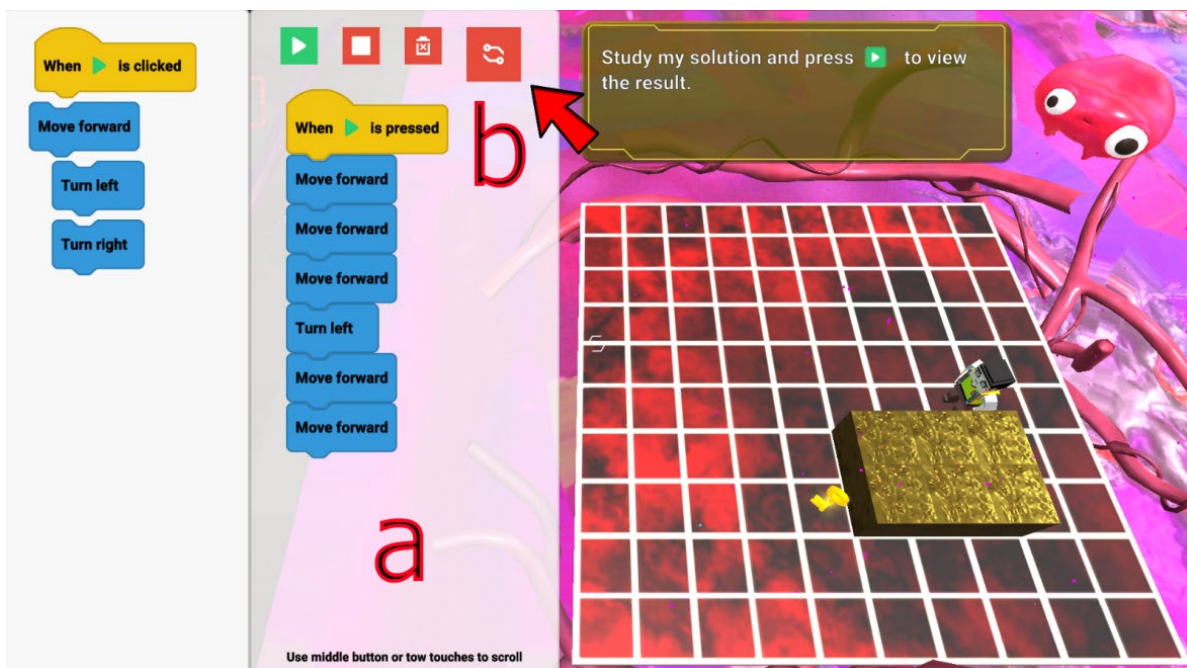 When is clicked
Move forward
Turn left
Turn right
When is pressed
Move forward
Move forward
Move forward
Turn left
Move forward
Move forward
a
Use middle button or tow touches to scroll
b
Study my solution and press to view
the result.